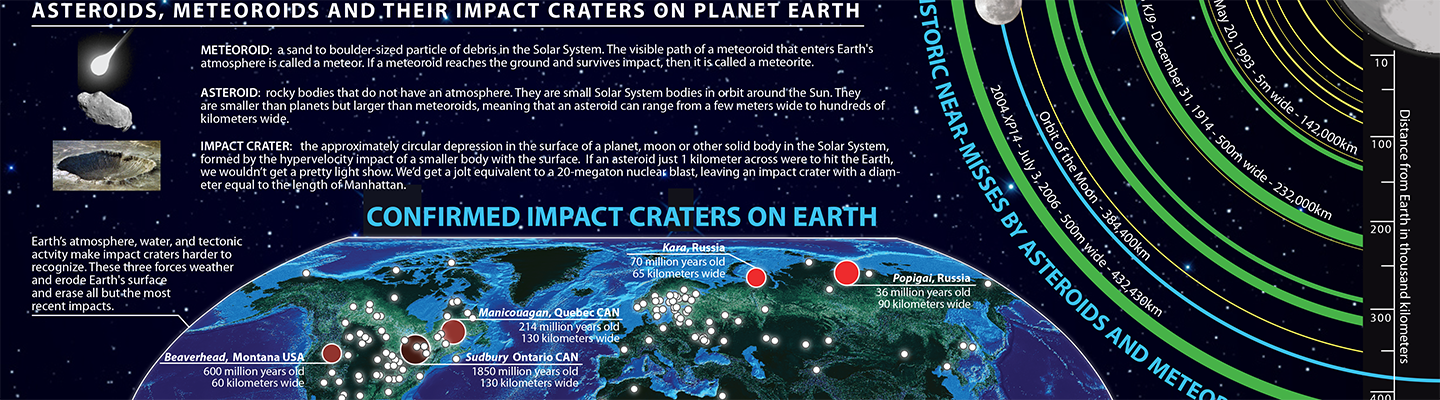 ASTEROIDS, METEOROIDS AND THEIR IMPACT CRATERS ON PLANET EARTH
METEOROID: a sand to boulder-sized particle of debris in the Solar System. The visible path of a meteoroid that enters Earth's
atmosphere is called a meteor. If a meteoroid reaches the ground and survives impact, then it is called a meteorite.
ASTEROID: rocky bodies that do not have an atmosphere. They are small Solar System bodies in orbit around the Sun. They
are smaller than planets but larger than meteoroids, meaning that an asteroid can range from a few meters wide to hundreds of
kilometers wide.
IMPACT CRATER: the approximately circular depression in the surface of a planet, moon or other solid body in the Solar System,
formed by the hypervelocity impact of a smaller body with the surface. If an asteroid just 1 kilometer across were to hit the Earth,
we wouldn't get a pretty light show. We'd get a jolt equivalent to a 20-megaton nuclear blast, leaving an impact crater with a diam-
eter equal to the length of Manhattan.
CONFIRMED IMPACT CRATERS ON EARTH
Earth's atmosphere, water, and tectonic
actvity make impact craters harder to
recognize. These three forces weather
and erode Earth's surface
and erase all but the most
recent impacts.
Kara, Russia
70 million years old
65 kilometers wide
Popigai, Russia
36 million years old
90 kilometers wide
Manicouagan, Quebec CAN
214 million years old
130 kilometers wide
Beaverhead, Montana USA
600 million years old
60 kilometers wide
Sudbury Ontario CAN
1850 million years old
130 kilometers wide
ISTORIC NEAR-MISSES BY ASTEROIDS AND METEOR
2004 XP14 - July 3, 2006 - 500m wide - 432,430km
Orbit of the Moon - 384,400km
KJ9 - December 31, 1914 - 500m wide - 232,000km
May 20, 1993 - 5m wide - 142,000km
10
100
200
300
400
Distance from Earth in thousand kilometers